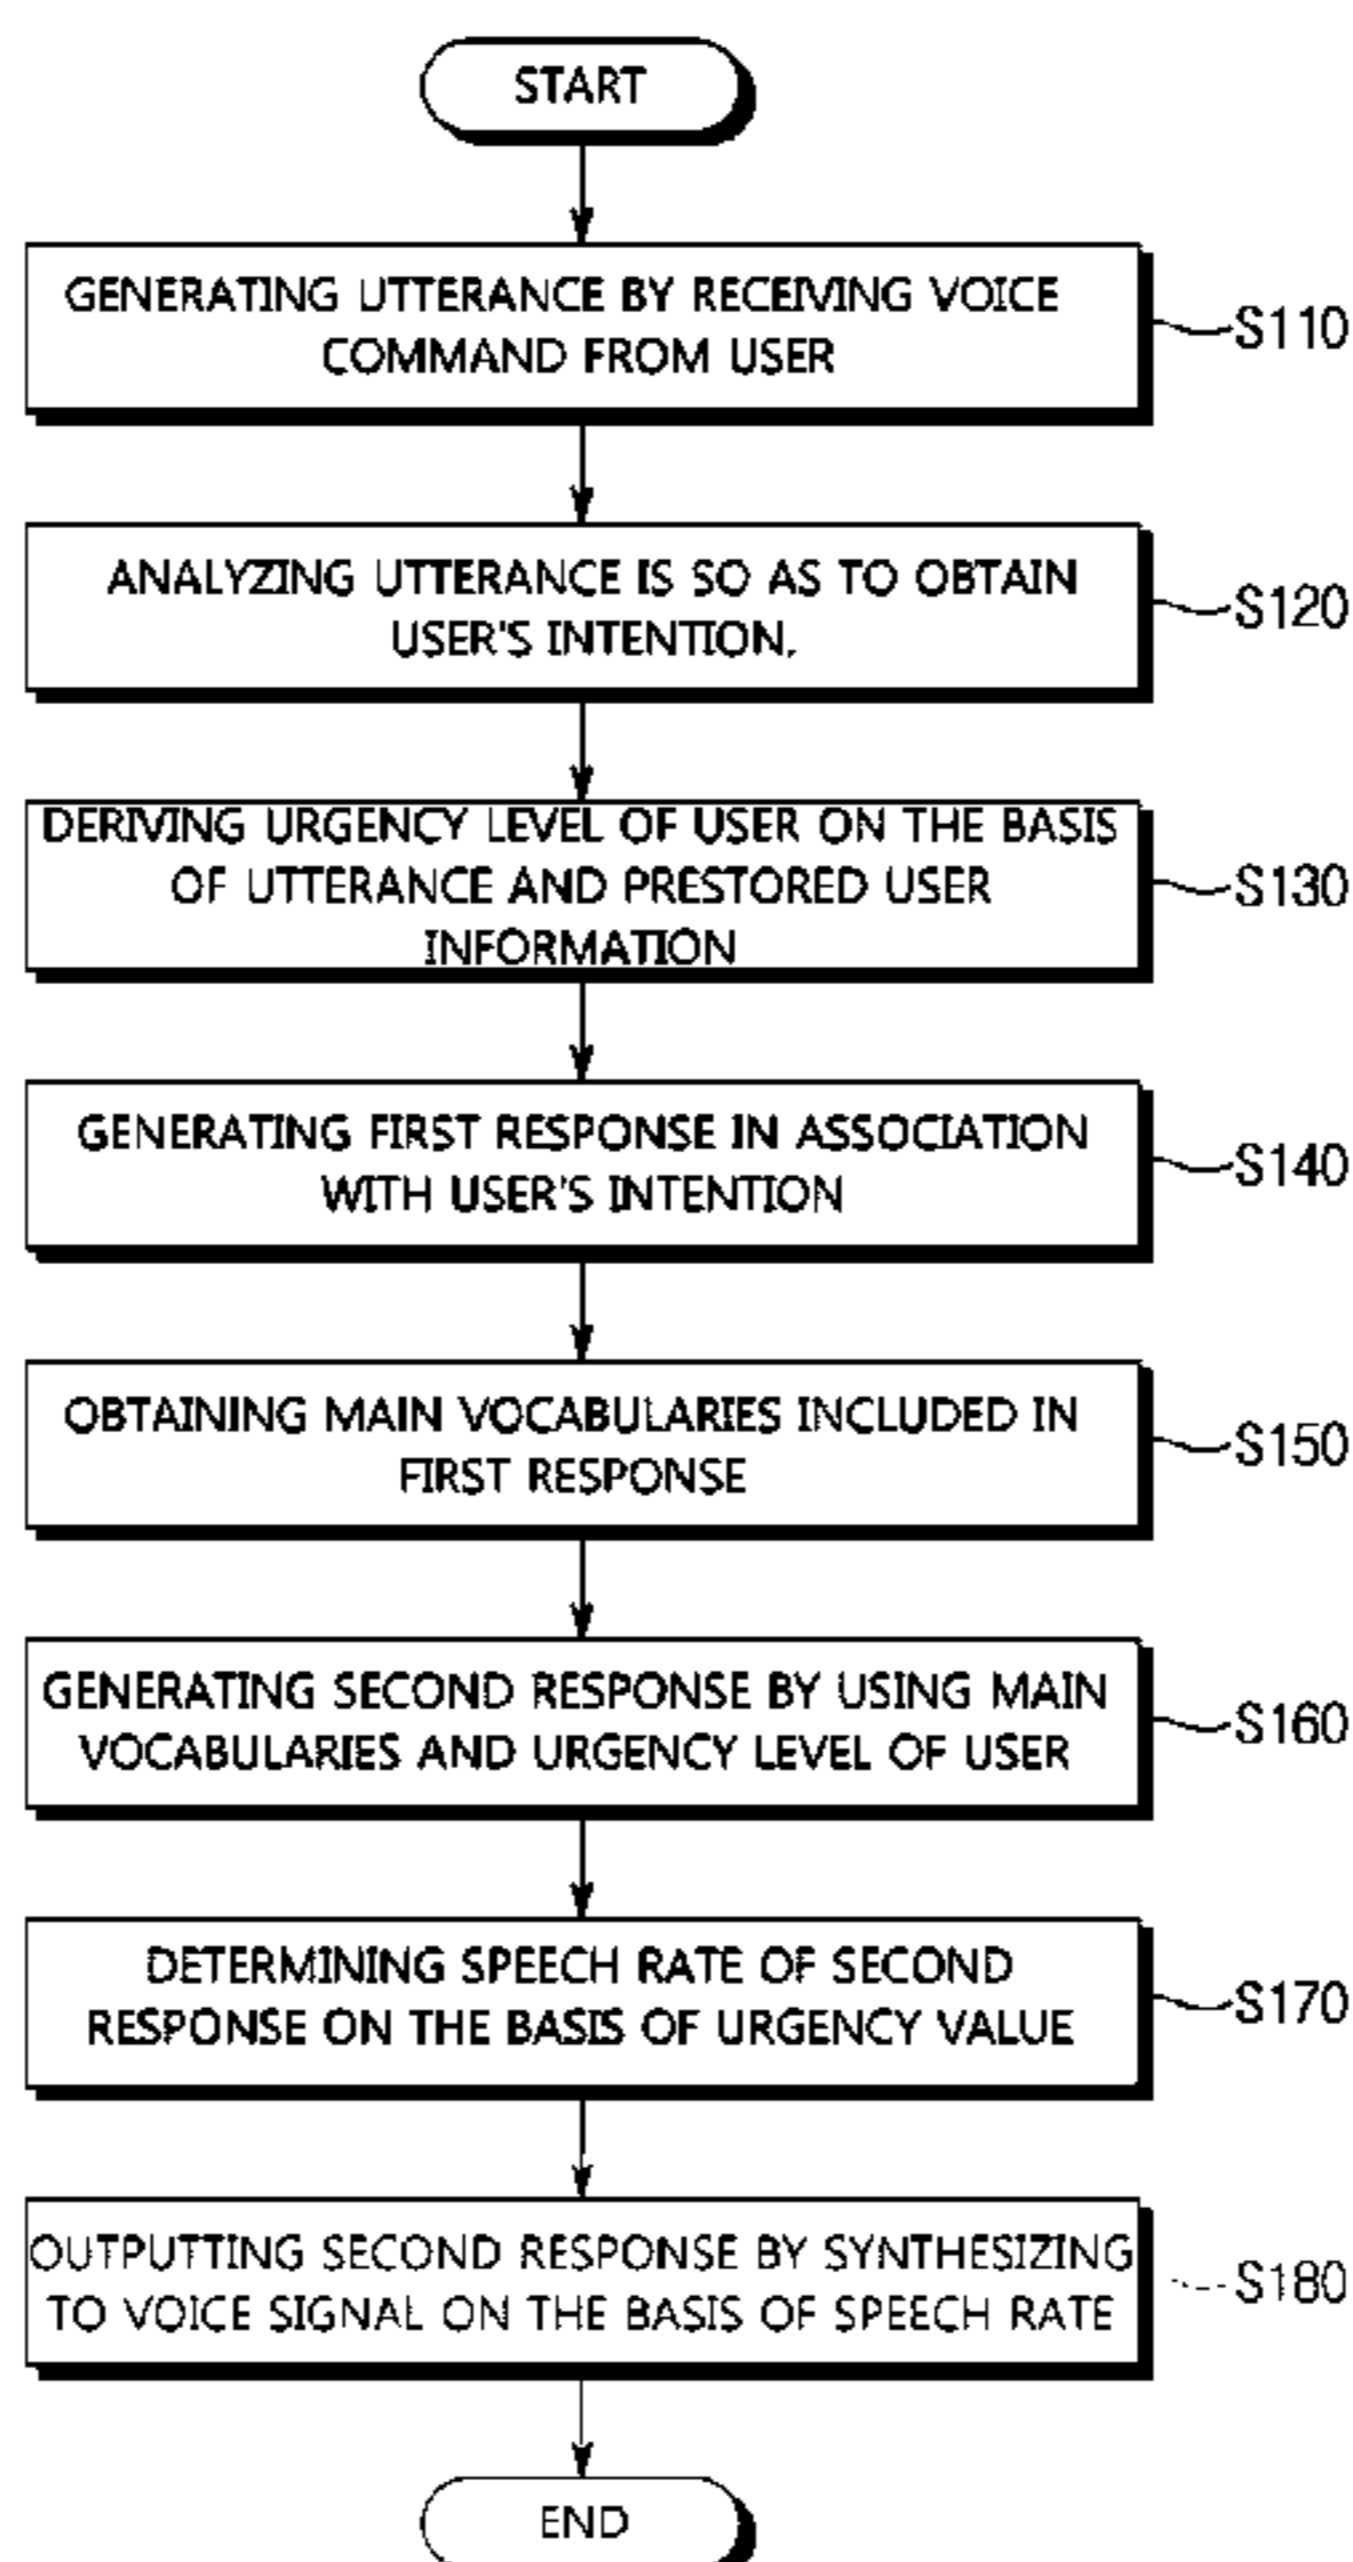 START
GENERATING UTTERANCE BY RECEIVING VOICE
COMMAND FROM USER
S110
ANALYZING UTTERANCE IS SO AS TO OBTAIN
USER'S INTENTION.
S120
DERIVING URGENCY LEVEL OF USER ON THE BASIS
OF UTTERANCE AND PRESTORED USER
INFORMATION
S130
GENERATING FIRST RESPONSE IN ASSOCIATION
WITH USER'S INTENTION
S140
OBTAINING MAIN VOCABULARIES INCLUDED IN
FIRST RESPONSE
S150
GENERATING SECOND RESPONSE BY USING MAIN
VOCABULARIES AND URGENCY LEVEL OF USER
S160
DETERMINING SPEECH RATE OF SECOND
RESPONSE ON THE BASIS OF URGENCY VALUE
S170
OUTPUTTING SECOND RESPONSE BY SYNTHESIZING
TO VOICE SIGNAL ON THE BASIS OF SPEECH RATE
S180
END